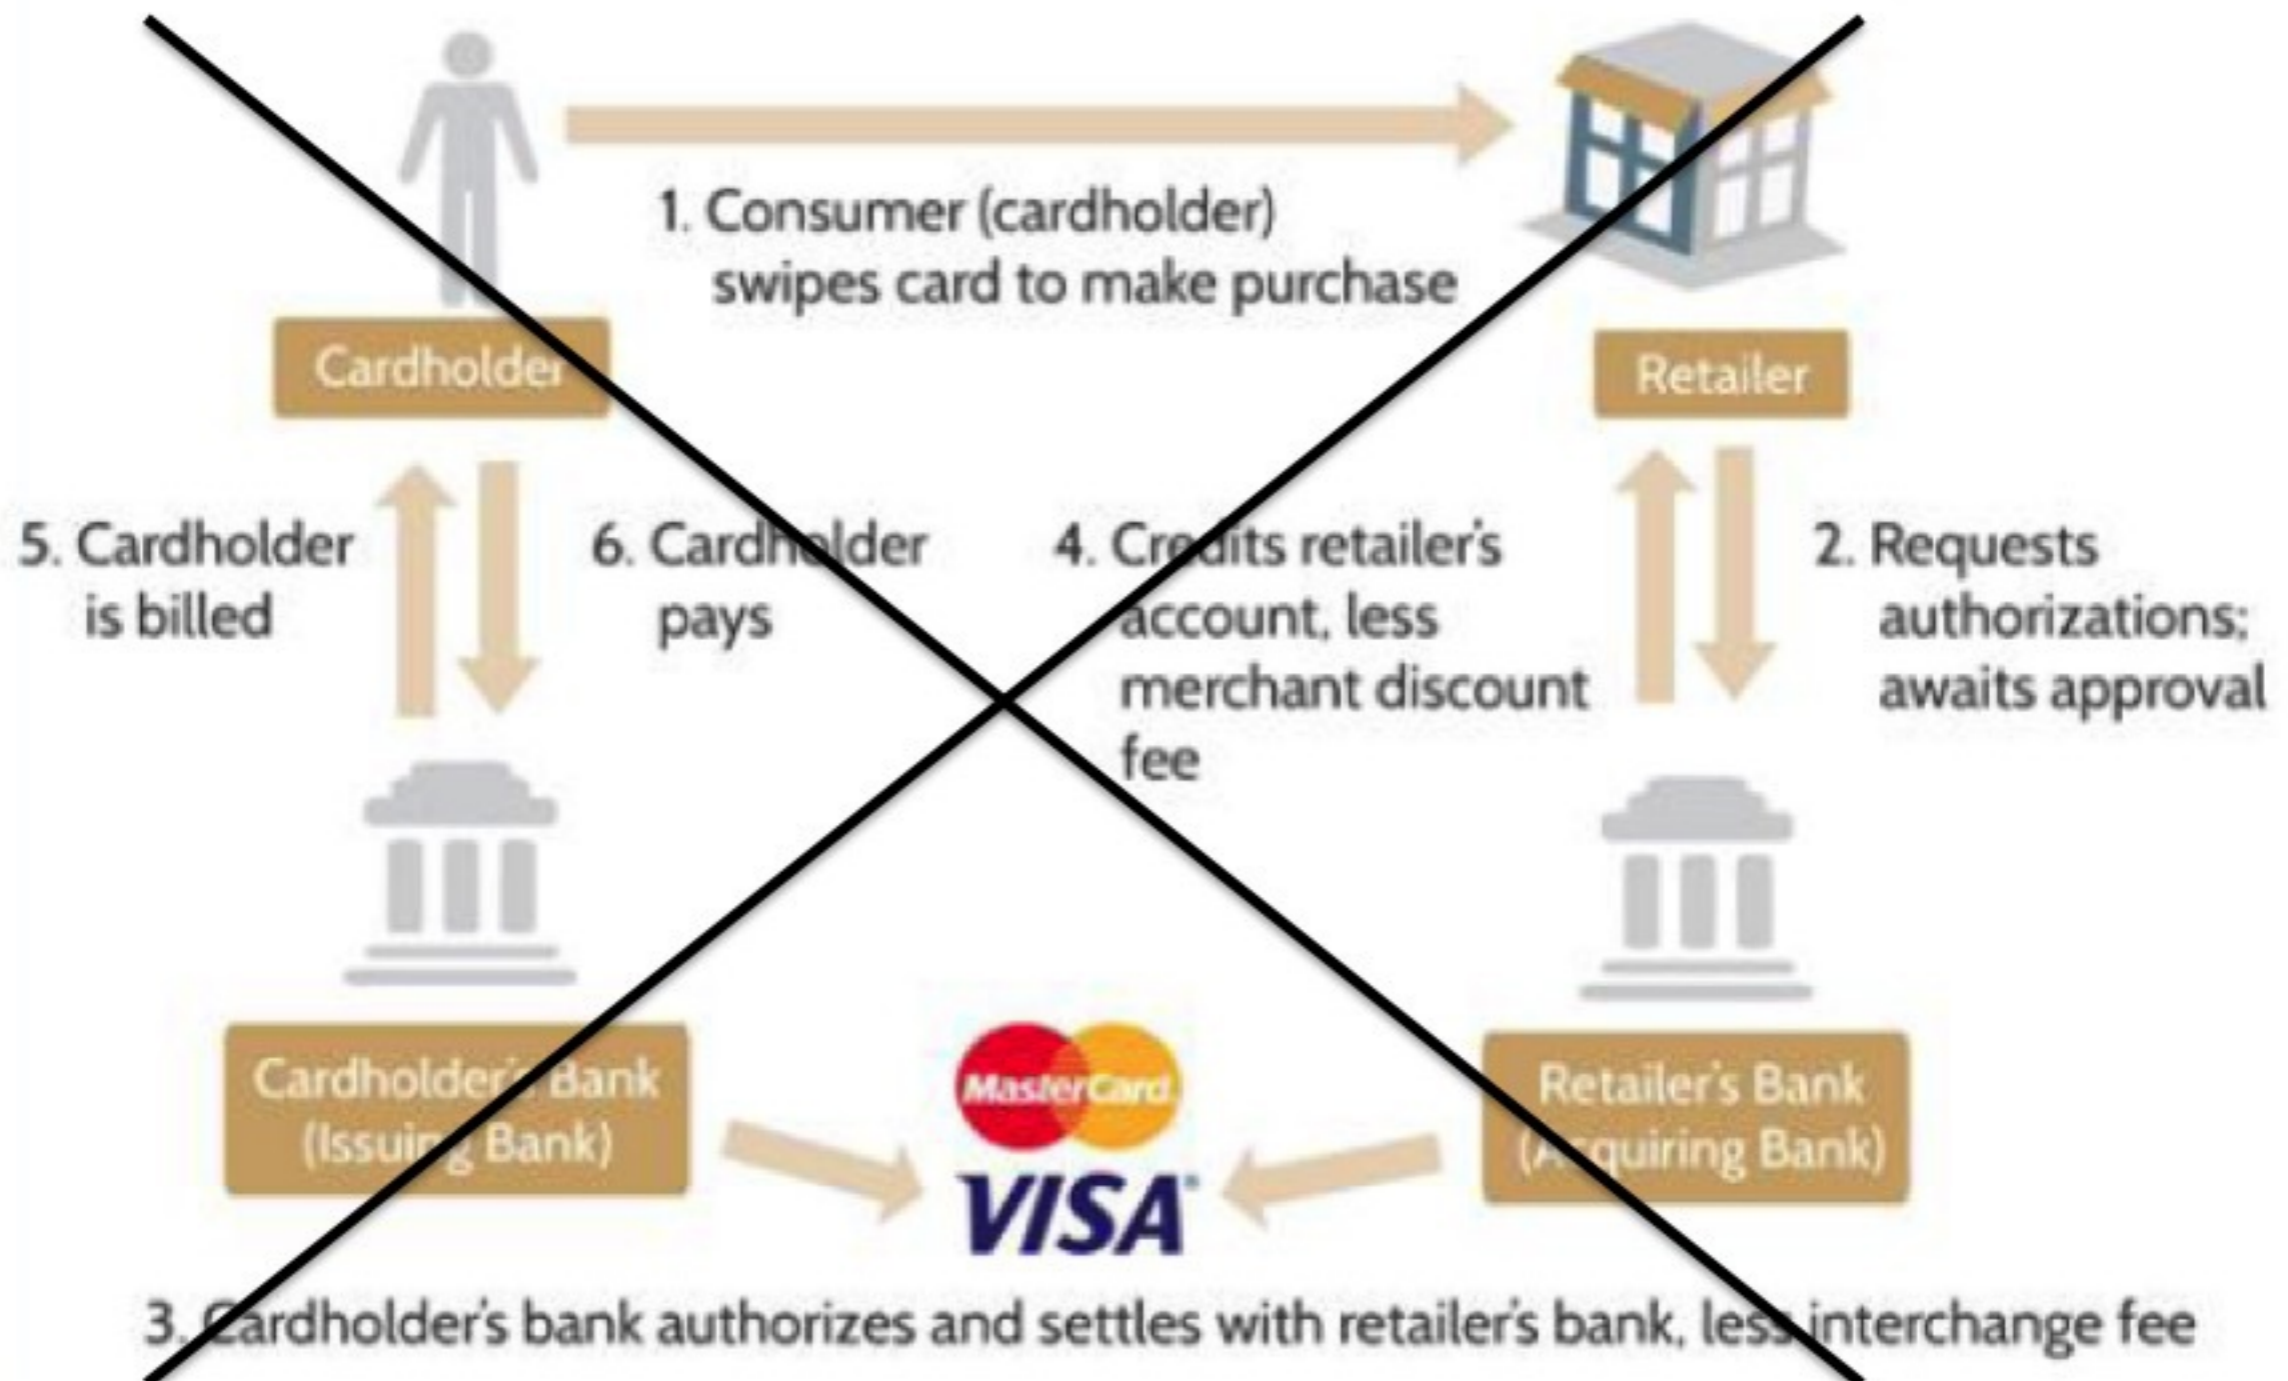 1. Consumer (cardholder)
swipes card to make purchase
Cardholder
Retailer
5. Cardholder
is billed
6. Cardholder
pays
4. Credits retailer's
account, less
merchant discount
fee
2. Requests
authorizations;
awaits approval
Cardholder's Bank
(Issuing Bank)
MasterCard
VISA
Retailer's Bank
(Acquiring Bank)
3. Cardholder's bank authorizes and settles with retailer's bank, less interchange fee